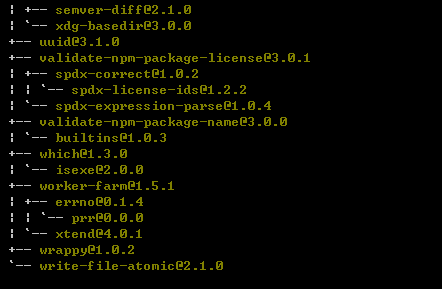 ¦ +-- semver-diff@2.1.0
¦ `-- xdg-basedir@3.0.0
+-- uuid@3.1.0
+-- validate-npm-package-license@3.0.1
¦ +-- spdx-correct@1.0.2
¦ ¦ `-- spdx-license-ids@1.2.2
¦ `-- spdx-expression-parse@1.0.4
+-- validate-npm-package-name@3.0.0
¦ `-- builtins@1.0.3
+-- which@1.3.0
¦ `-- isexe@2.0.0
+-- worker-farm@1.5.1
¦ +-- errno@0.1.4
¦ ¦ `-- prr@0.0.0
¦ `-- xtend@4.0.1
+-- wrappy@1.0.2
`-- write-file-atomic@2.1.0